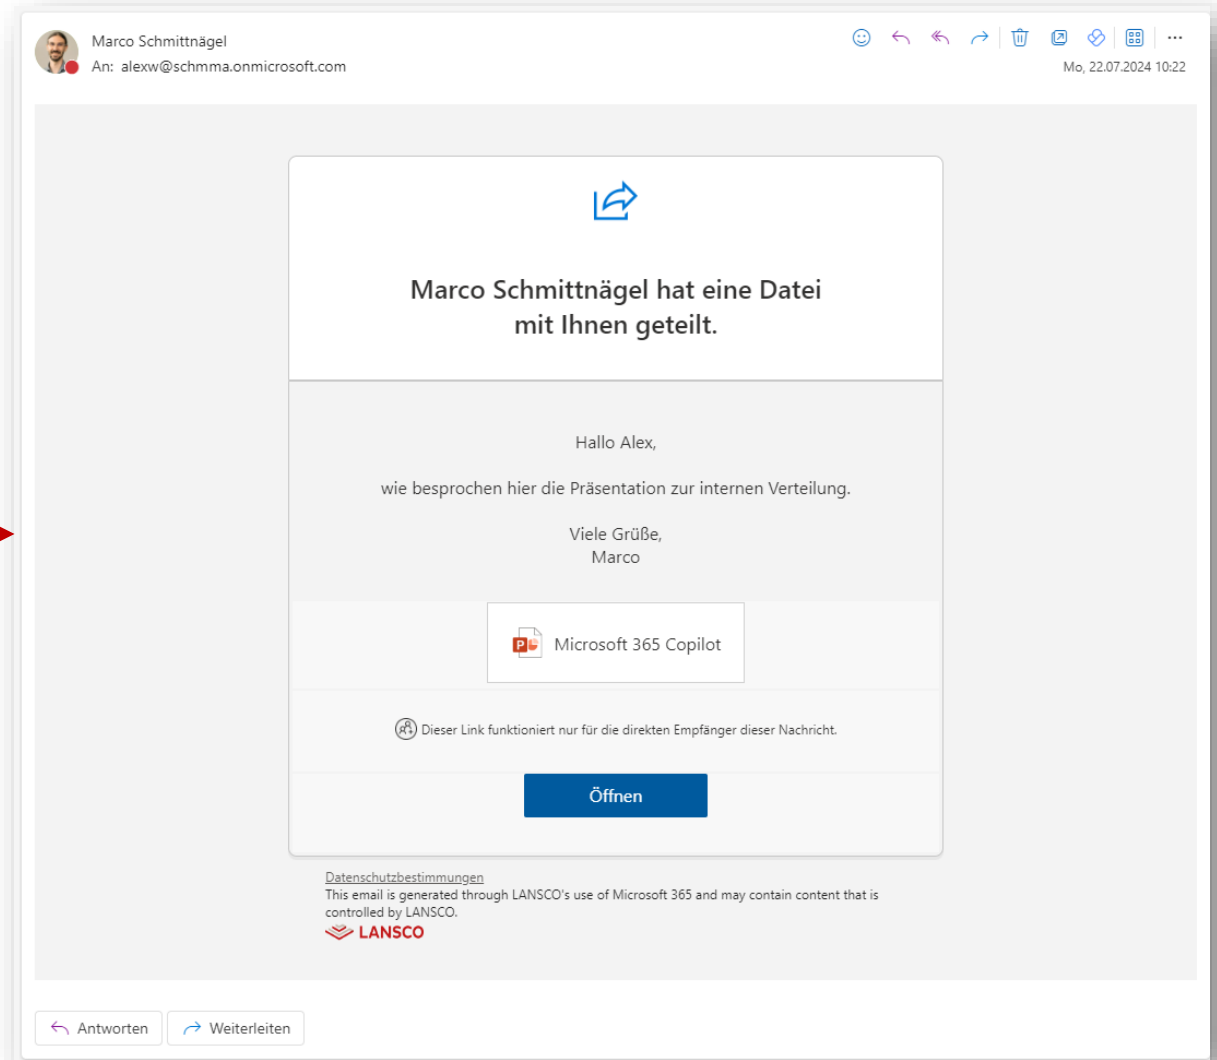 Marco Schmittnägel
An: alexw@schmma.onmicrosoft.com
Mo, 22.07.2024 10:22
Marco Schmittnägel hat eine Datei
mit Ihnen geteilt.
Hallo Alex,
wie besprochen hier die Präsentation zur internen Verteilung.
Viele Grüße,
Marco
Microsoft 365 Copilot
Dieser Link funktioniert nur für die direkten Empfänger dieser Nachricht.
Öffnen
Datenschutzbestimmungen
This email is generated through LANSCO's use of Microsoft 365 and may contain content that is
controlled by LANSCO.
LANSCO
Antworten
Weiterleiten